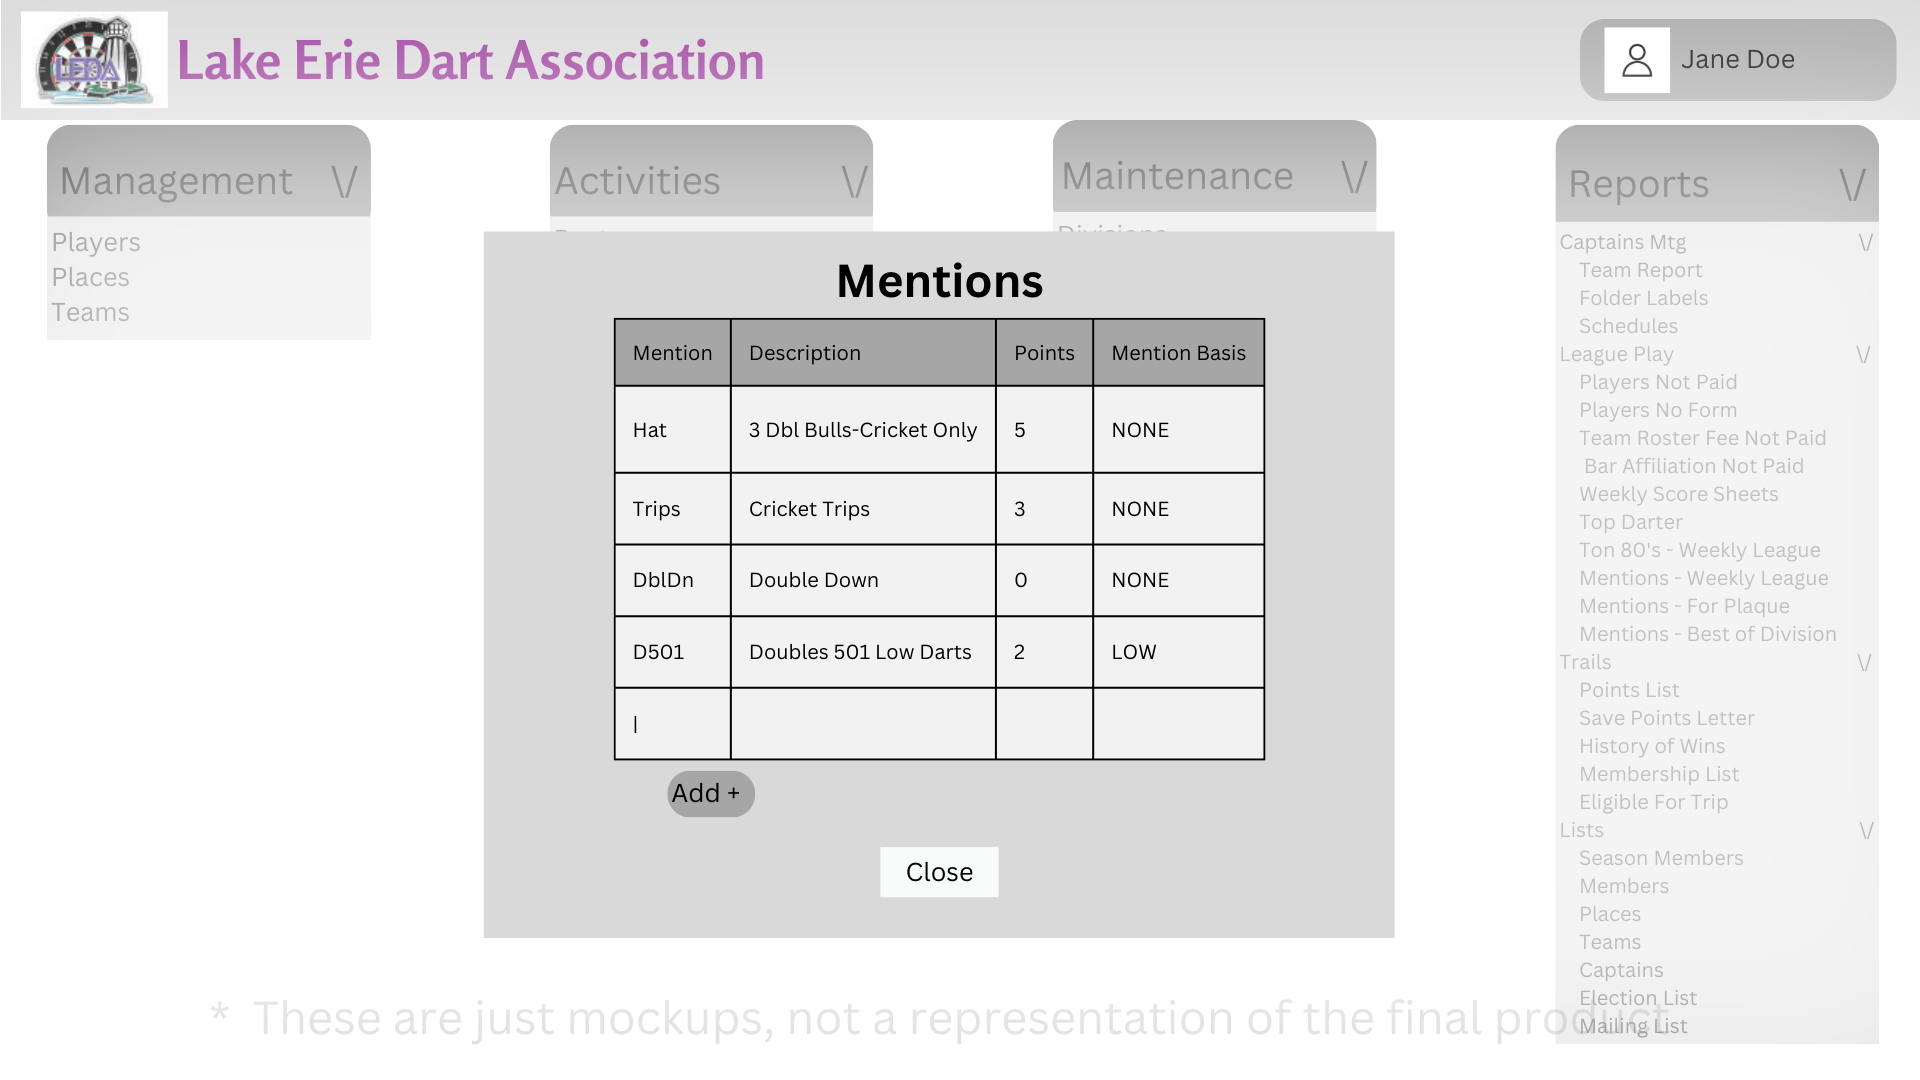 LEDA
Lake Erie Dart Association
Jane Doe
Management \/
Players
Places
Teams
Activities \/
Maintenance \/
Divisions
Reports \/
Captains Mtg \/
Team Report
Folder Labels
Schedules
League Play \/
Players Not Paid
Players No Form
Team Roster Fee Not Paid
Bar Affiliation Not Paid
Weekly Score Sheets
Top Darter
Ton 80's - Weekly League
Mentions - Weekly League
Mentions - For Plaque
Mentions - Best of Division
Trails \/
Points List
Save Points Letter
History of Wins
Membership List
Eligible For Trip
Lists \/
Season Members
Members
Places
Teams
Captains
Election List
Mailing List
Mentions
Mention Description Points Mention Basis
Hat 3 Dbl Bulls-Cricket Only 5 NONE
Trips Cricket Trips 3 NONE
DblDn Double Down 0 NONE
D501 Doubles 501 Low Darts 2 LOW
|
Add +
Close
* These are just mockups, not a representation of the final product